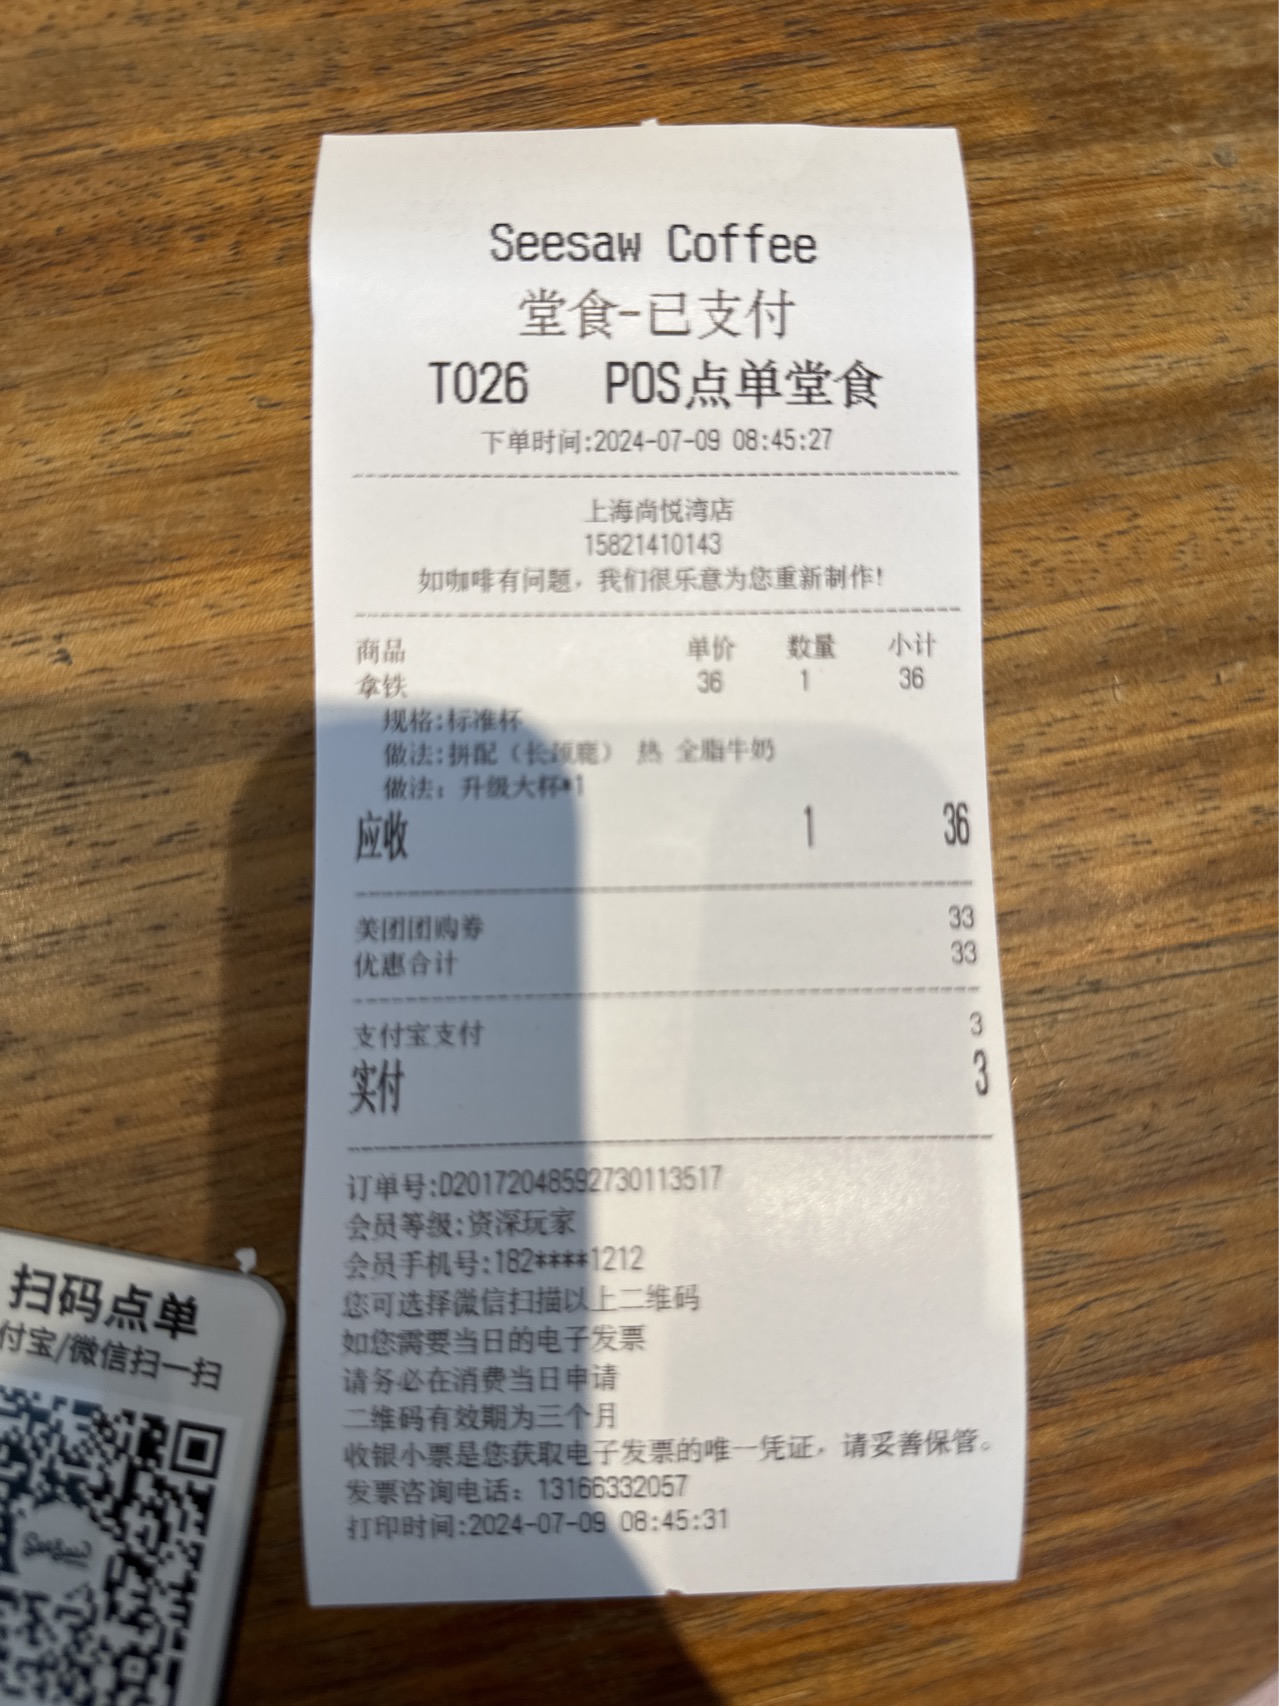 Seesaw Coffee
堂食-已支付
T026 POS点单堂食
下单时间:2024-07-09 08:45:27
上海尚悦湾店
15821410143
如咖啡有问题，我们很乐意为您重新制作!
商品 单价 数量 小计
拿铁 36 1 36
规格:标准杯
做法:拼配（长颈鹿） 热 全脂牛奶
做法：升级大杯*1
应收 1 36
美团团购券 33
优惠合计 33
支付宝支付 3
实付 3
订单号:D20172048592730113517
会员等级:资深玩家
会员手机号:182****1212
您可选择微信扫描以上二维码
如您需要当日的电子发票
请务必在消费当日申请
二维码有效期为三个月
收银小票是您获取电子发票的唯一凭证，请妥善保管。
发票咨询电话：13166332057
打印时间:2024-07-09 08:45:31
扫码点单
付宝/微信扫一扫
Seesaw